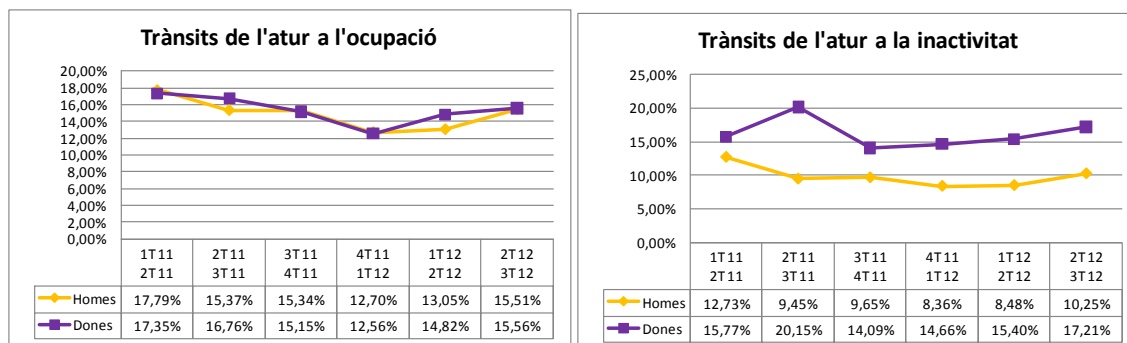 Trànsits de l'atur a l'ocupació
20,00%
18,00%
16,00%
14,00%
12,00%
10,00%
8,00%
6,00%
4,00%
2,00%
0,00%
1T11 2T11 3T11 4T11 1T12 2T12
2T11 3T11 4T11 1T12 2T12 3T12
Homes 17,79% 15,37% 15,34% 12,70% 13,05% 15,51%
Dones 17,35% 16,76% 15,15% 12,56% 14,82% 15,56%
Trànsits de l'atur a la inactivitat
25,00%
20,00%
15,00%
10,00%
5,00%
0,00%
1T11 2T11 3T11 4T11 1T12 2T12
2T11 3T11 4T11 1T12 2T12 3T12
Homes 12,73% 9,45% 9,65% 8,36% 8,48% 10,25%
Dones 15,77% 20,15% 14,09% 14,66% 15,40% 17,21%